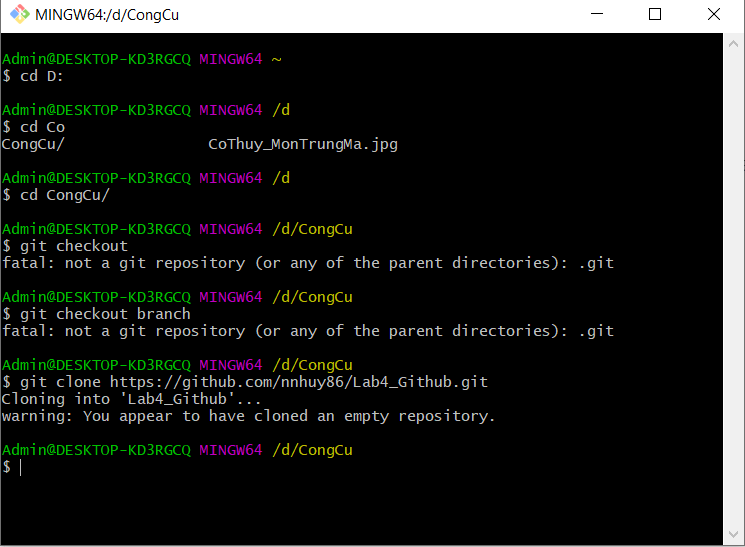 MINGW64:/d/CongCu
Admin@DESKTOP-KD3RGCQ MINGW64 ~
$ cd D:
Admin@DESKTOP-KD3RGCQ MINGW64 /d
$ cd Co
CongCu/                CoThuy_MonTrungMa.jpg
Admin@DESKTOP-KD3RGCQ MINGW64 /d
$ cd CongCu/
Admin@DESKTOP-KD3RGCQ MINGW64 /d/CongCu
$ git checkout
fatal: not a git repository (or any of the parent directories): .git
Admin@DESKTOP-KD3RGCQ MINGW64 /d/CongCu
$ git checkout branch
fatal: not a git repository (or any of the parent directories): .git
Admin@DESKTOP-KD3RGCQ MINGW64 /d/CongCu
$ git clone https://github.com/nnhuy86/Lab4_Github.git
Cloning into 'Lab4_Github'...
warning: You appear to have cloned an empty repository.
Admin@DESKTOP-KD3RGCQ MINGW64 /d/CongCu
$